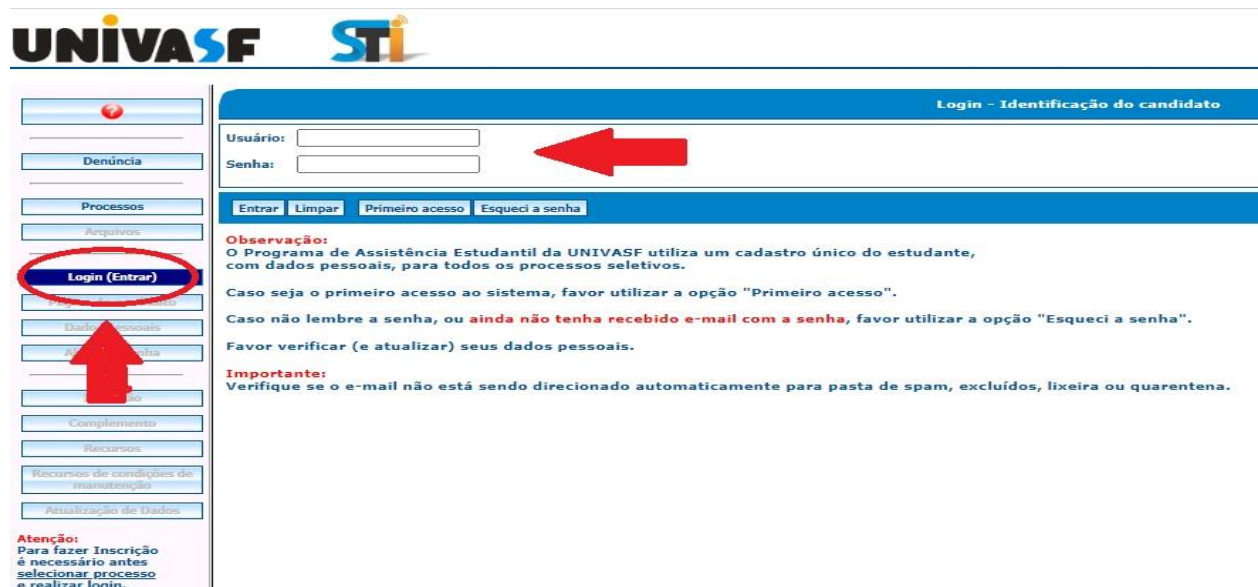 UNIVASF STI
?
Denúncia
Processos
Arquivos
Login (Entrar)
Dados
Complemento
Recursos
Recursos de condições de
manutenção
Atualização de Dados
Atenção:
Para fazer Inscrição
é necessário antes
selecionar processo
e realizar login.
Login - Identificação do candidato
Usuário:
Senha:
Entrar Limpar Primeiro acesso Esqueci a senha
Observação:
O Programa de Assistência Estudantil da UNIVASF utiliza um cadastro único do estudante,
com dados pessoais, para todos os processos seletivos.
Caso seja o primeiro acesso ao sistema, favor utilizar a opção "Primeiro acesso".
Caso não lembre a senha, ou ainda não tenha recebido e-mail com a senha, favor utilizar a opção "Esqueci a senha".
Favor verificar (e atualizar) seus dados pessoais.
Importante:
Verifique se o e-mail não está sendo direcionado automaticamente para pasta de spam, excluídos, lixeira ou quarentena.